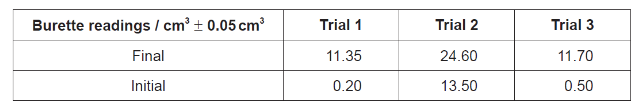 Burette readings / cm³ ± 0.05 cm³ Trial 1 Trial 2 Trial 3
Final 11.35 24.60 11.70
Initial 0.20 13.50 0.50